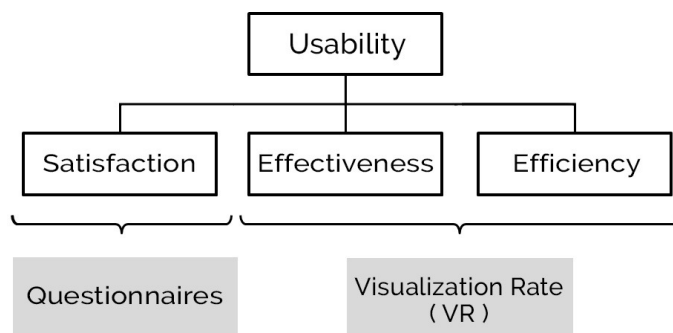 Usability
Satisfaction
Effectiveness
Efficiency
Questionnaires
Visualization Rate
( VR )